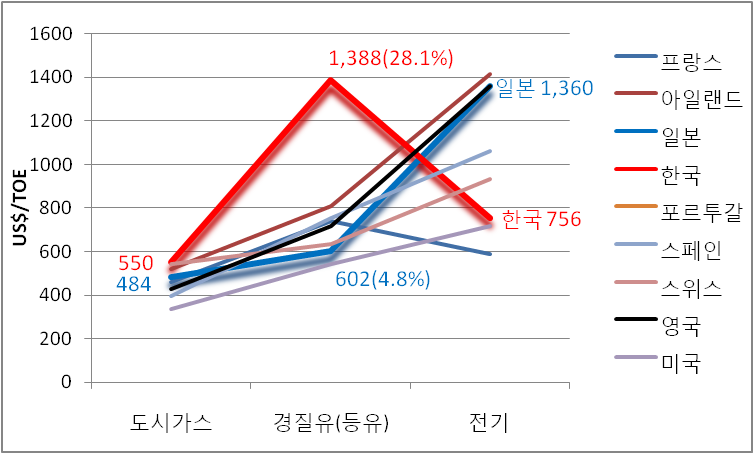 US$/TOE
1600
1400
1200
1000
800
600
400
200
0
1,388(28.1%)
일본 1,360
한국 756
550
484
602(4.8%)
도시가스 경질유(등유) 전기
프랑스
아일랜드
일본
한국
포르투갈
스페인
스위스
영국
미국